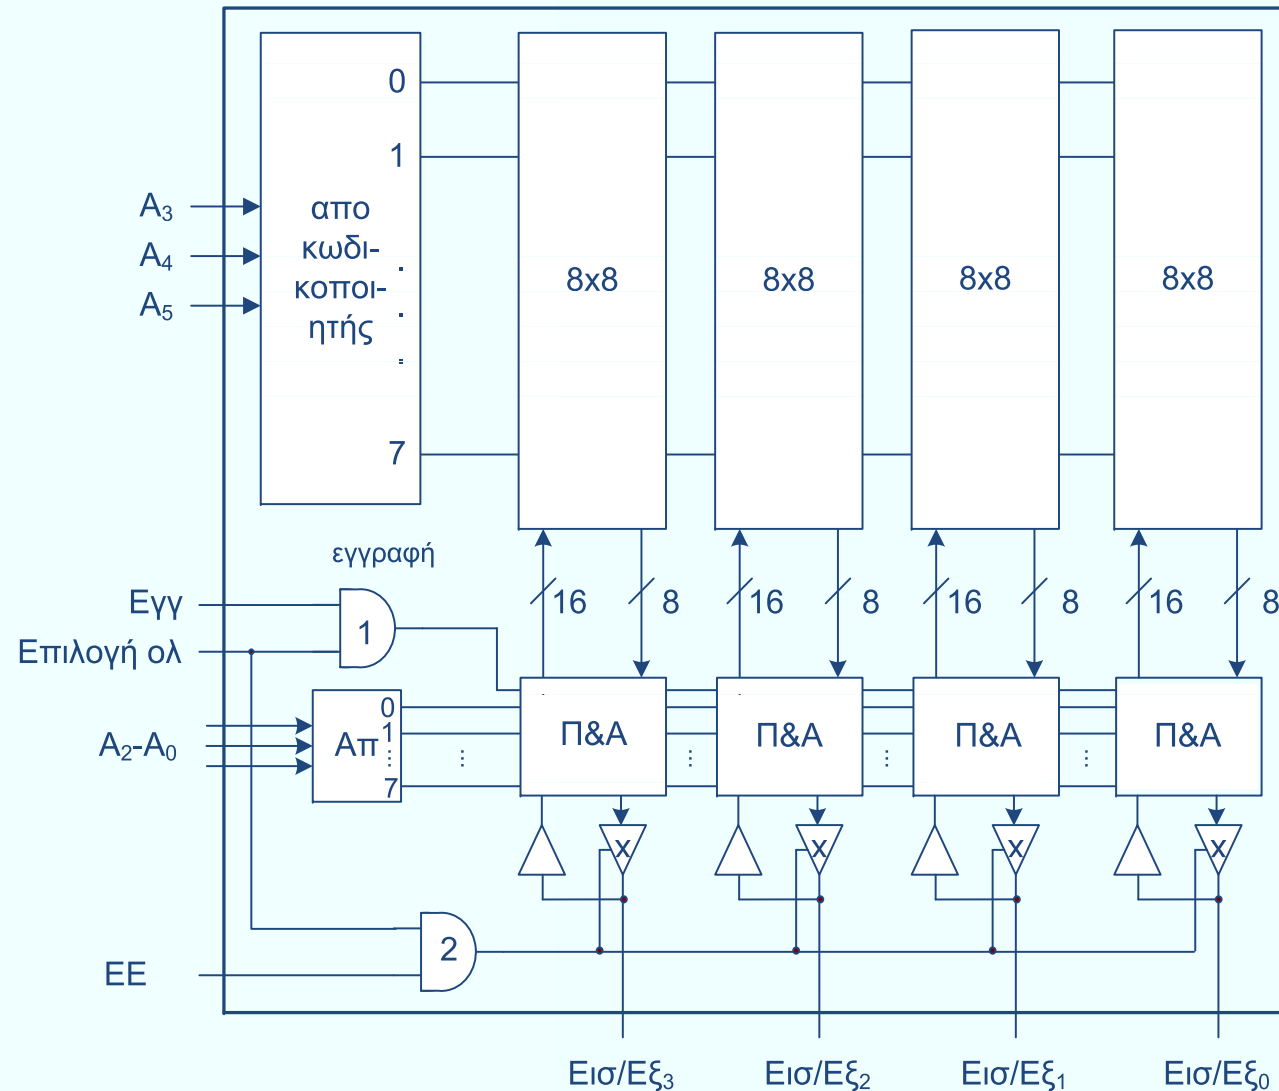 0
1
απο
κωδι-
κοποι-
ητής
.
.
:
7
A3
A4
A5
8x8 8x8 8x8 8x8
εγγραφή
16 8 16 8 16 8 16 8
Εγγ
1
Επιλογή ολ
A2-A0
Απ
0
1
⋮
7
⋮ ⋮ ⋮ ⋮
Π&Α Π&Α Π&Α Π&Α
x x x x
2
ΕΕ
Εισ/Εξ3 Εισ/Εξ2 Εισ/Εξ1 Εισ/Εξ0